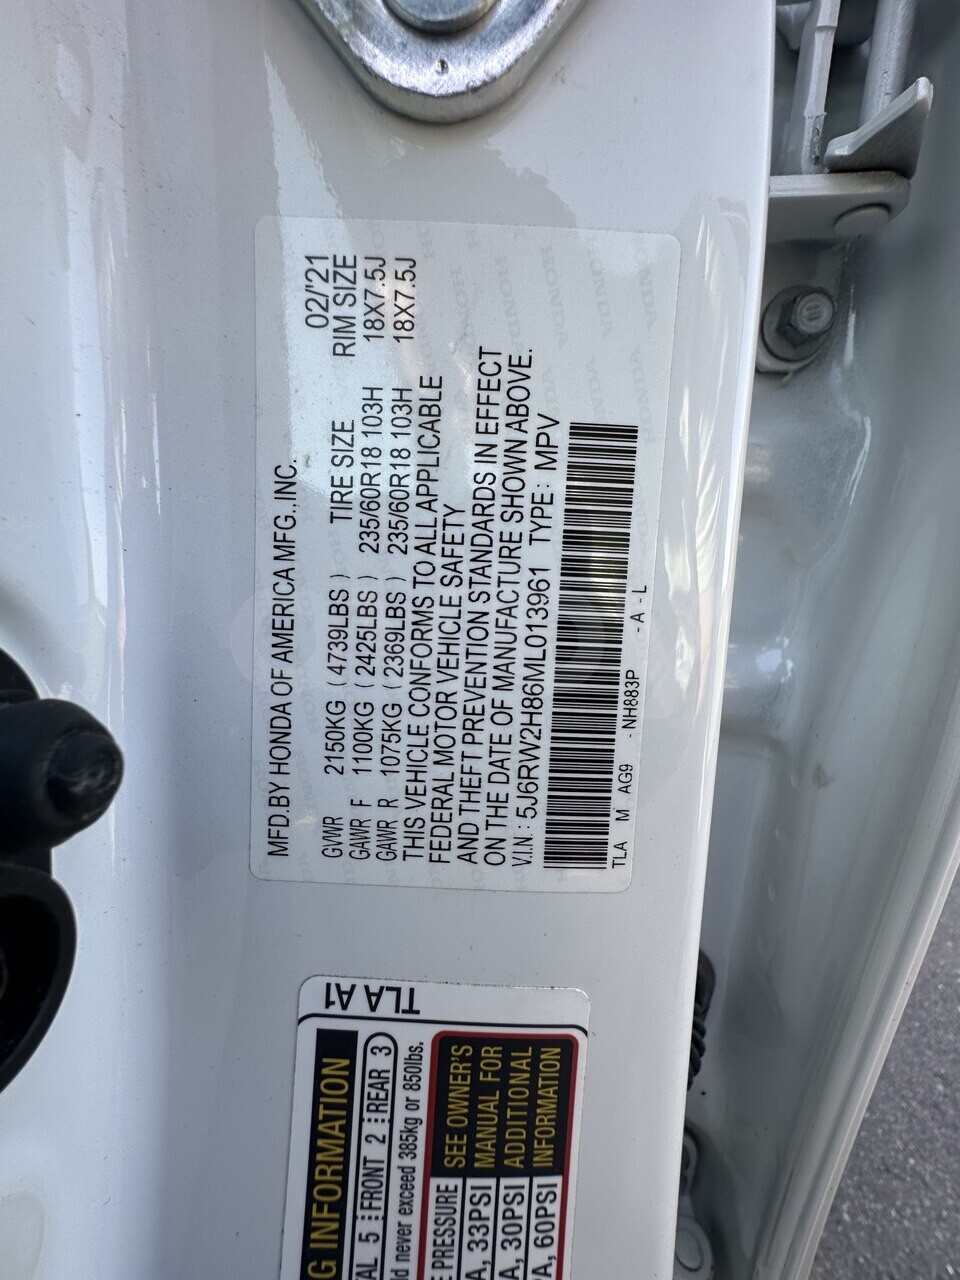 MFD.BY HONDA OF AMERICA MFG.,INC. 02/'21
GVWR 2150KG ( 4739LBS ) TIRE SIZE RIM SIZE
GAWR F 1100KG ( 2425LBS ) 235/60R18 103H 18X7.5J
GAWR R 1075KG ( 2369LBS ) 235/60R18 103H 18X7.5J
THIS VEHICLE CONFORMS TO ALL APPLICABLE
FEDERAL MOTOR VEHICLE SAFETY
AND THEFT PREVENTION STANDARDS IN EFFECT
ON THE DATE OF MANUFACTURE SHOWN ABOVE.
V.I.N : 5J6RW2H86ML013961 TYPE : MPV
TLA M AG9 - NH883P - A - L
TLA A1
INFORMATION
5 FRONT 2 REAR 3
never exceed 385kg or 850lbs.
PRESSURE
33PSI
30PSI
60PSI
SEE OWNER'S
MANUAL FOR
ADDITIONAL
INFORMATION